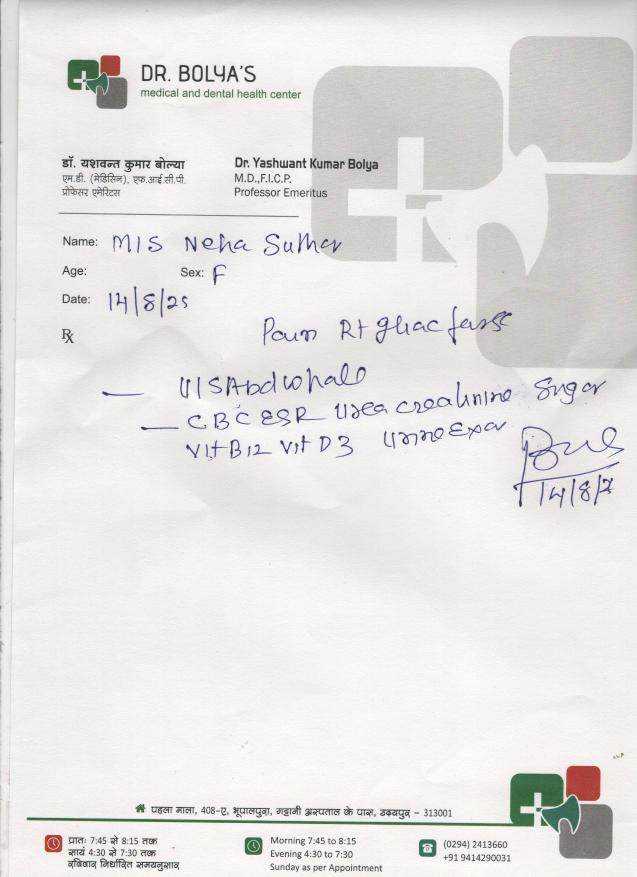 DR. BOLYA'S
medical and dental health center
डॉ. यशवन्त कुमार बोल्या
एम.डी. (मेडिसिन), एफ.आई.सी.पी.
प्रोफेसर एमेरिटस
Dr. Yashwant Kumar Bolya
M.D.,F.I.C.P.
Professor Emeritus
Name: MIS Neha Suthar
Age: Sex: F
Date: 14/8/25
Rx
Pain Rt Iliac fossa
— U/S Abd whole
— CBC ESR Urea creatinine Sugar
Vit B12 Vit D3 Urine Exa
14/8/2
पहला माला, 408-ए, भूपालपुरा, गट्टानी अस्पताल के पास, उदयपुर - 313001
प्रातः 7:45 से 8:15 तक
सायं 4:30 से 7:30 तक
रविवार निर्धारित समयनुसार
Morning 7:45 to 8:15
Evening 4:30 to 7:30
Sunday as per Appointment
(0294) 2413660
+91 9414290031